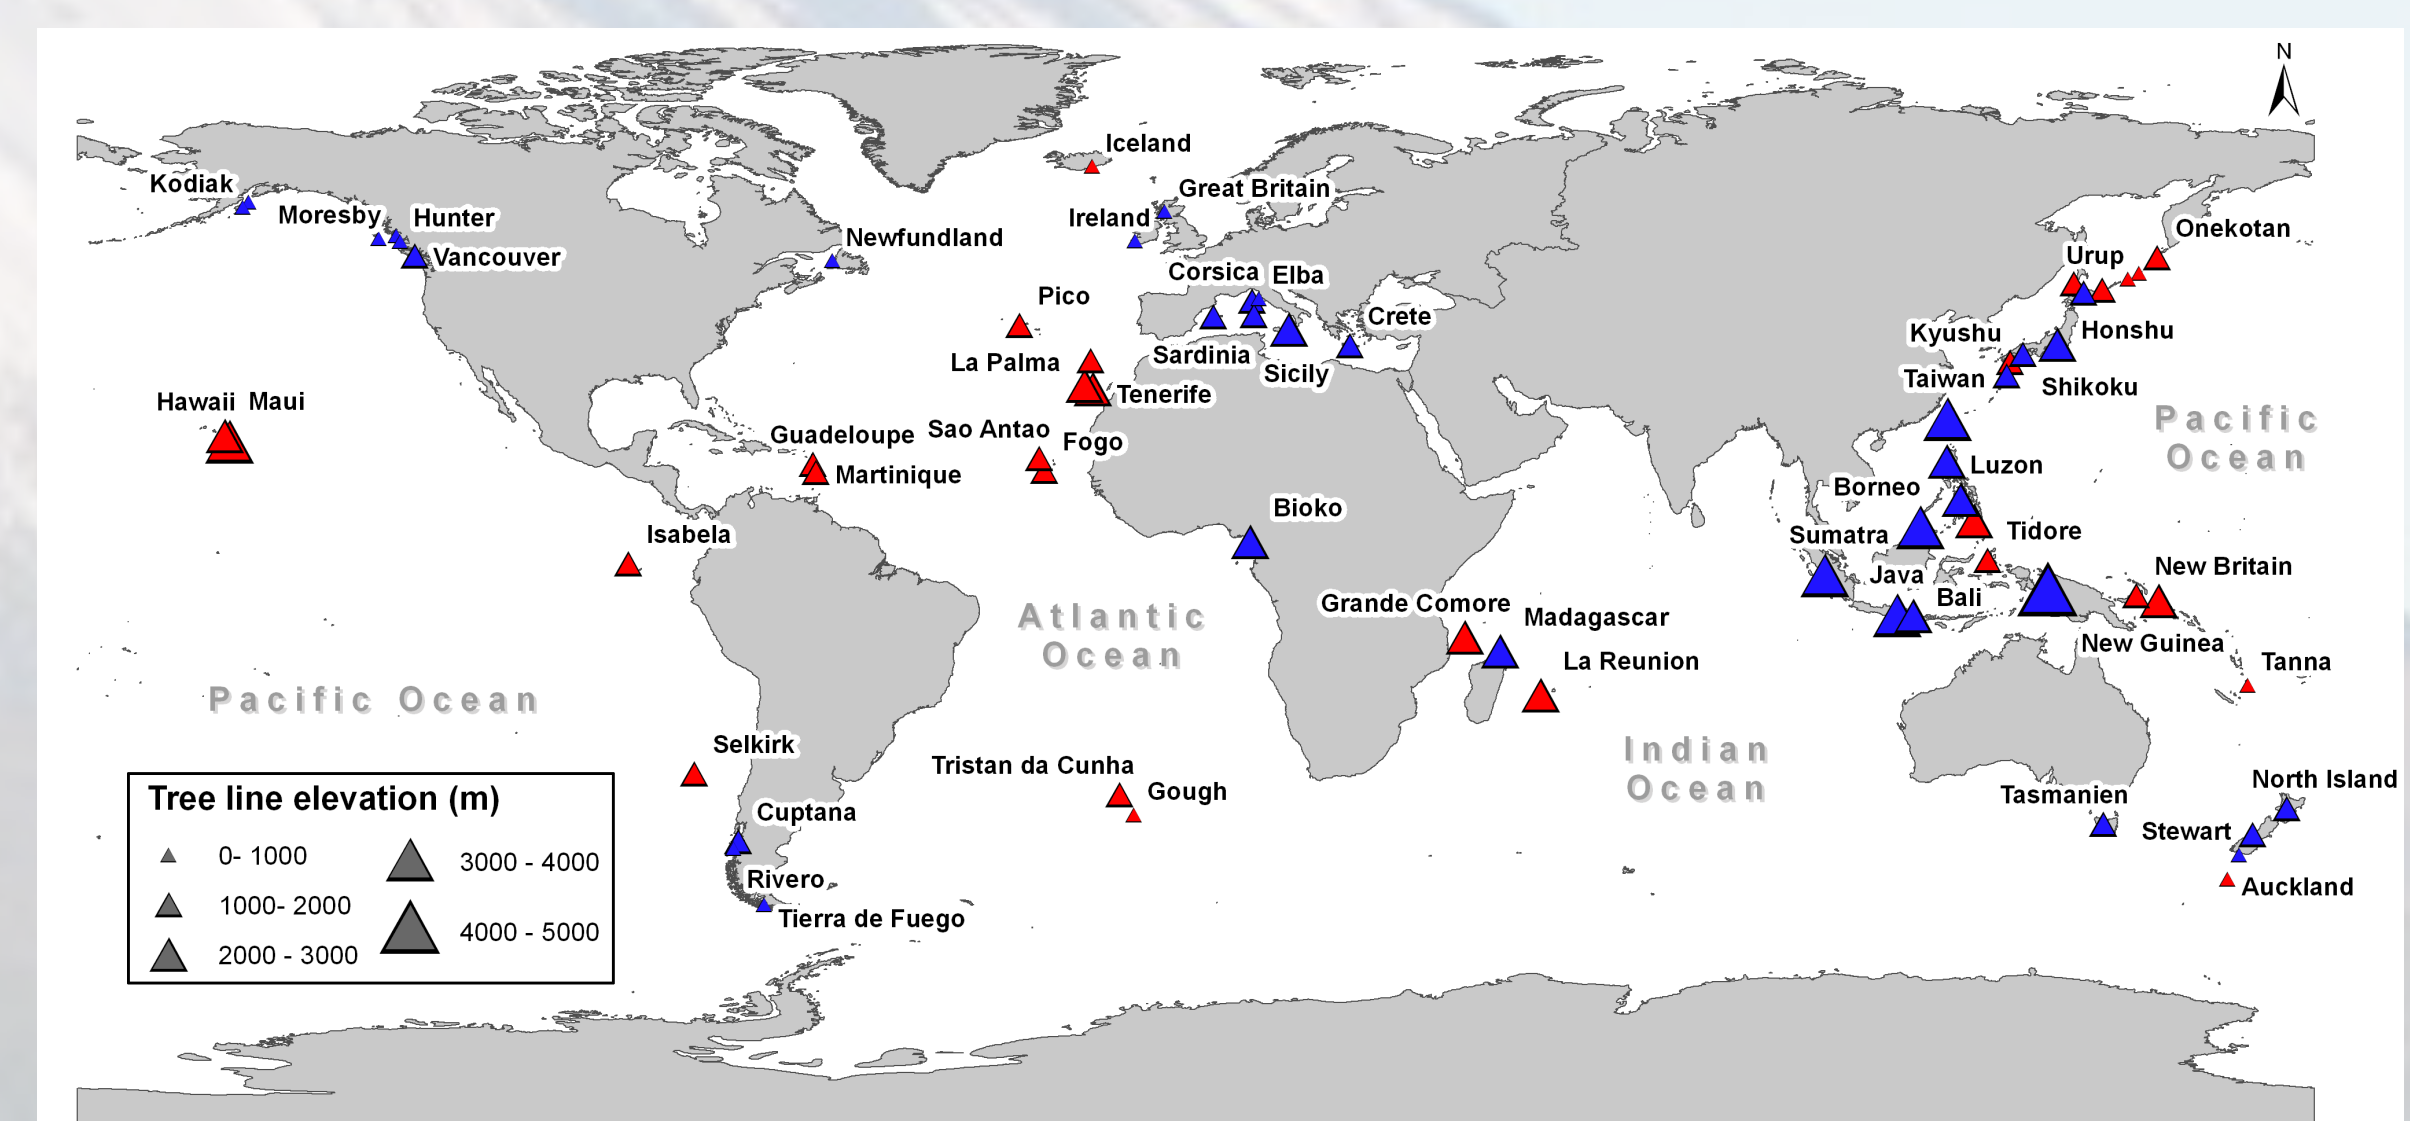 N
Iceland
Kodiak
Great Britain
Moresby
Hunter
Ireland
Onekotan
Newfundland
Vancouver
Urup
Corsica
Elba
Pico
Crete
Kyushu
Honshu
Sardinia
La Palma
Sicily
Taiwan
Shikoku
Tenerife
Hawaii Maui
Pacific
Ocean
Guadeloupe
Sao Antao
Fogo
Martinique
Luzon
Borneo
Bioko
Isabela
Sumatra
Tidore
New Britain
Java
Bali
Grande Comore
Madagascar
Atlantic
Ocean
New Guinea
La Reunion
Tanna
Pacific Ocean
Selkirk
Indian
Ocean
Tristan da Cunha
Gough
North Island
Tasmanien
Cuptana
Stewart
Rivero
Auckland
Tierra de Fuego
Tree line elevation (m)
0- 1000
1000- 2000
2000 - 3000
3000 - 4000
4000 - 5000